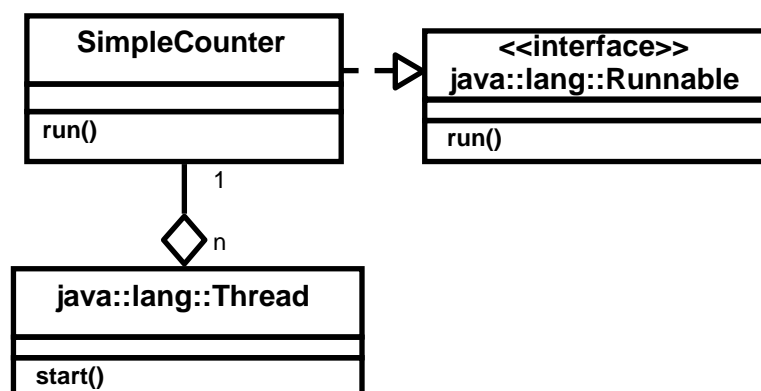 SimpleCounter
run()
<<interface>>
java::lang::Runnable
run()
1
n
java::lang::Thread
start()